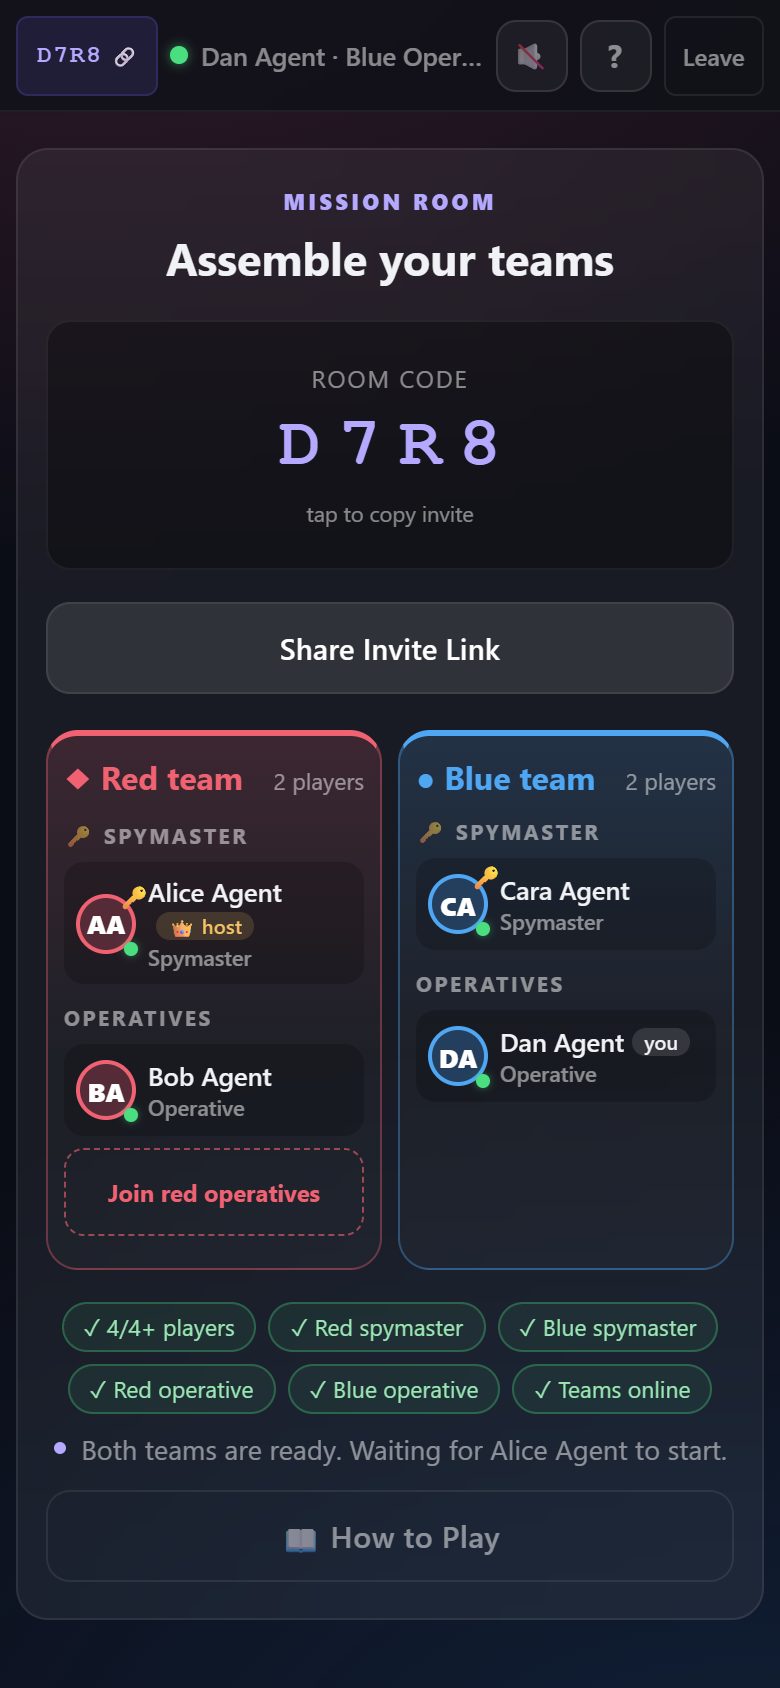 D7R8
Dan Agent · Blue Oper...
?
Leave
MISSION ROOM
Assemble your teams
ROOM CODE
D7R8
tap to copy invite
Share Invite Link
Red team 2 players
SPYMASTER
AA Alice Agent
host
Spymaster
OPERATIVES
BA Bob Agent
Operative
Join red operatives
Blue team 2 players
SPYMASTER
CA Cara Agent
Spymaster
OPERATIVES
DA Dan Agent you
Operative
✓ 4/4+ players ✓ Red spymaster ✓ Blue spymaster
✓ Red operative ✓ Blue operative ✓ Teams online
Both teams are ready. Waiting for Alice Agent to start.
How to Play